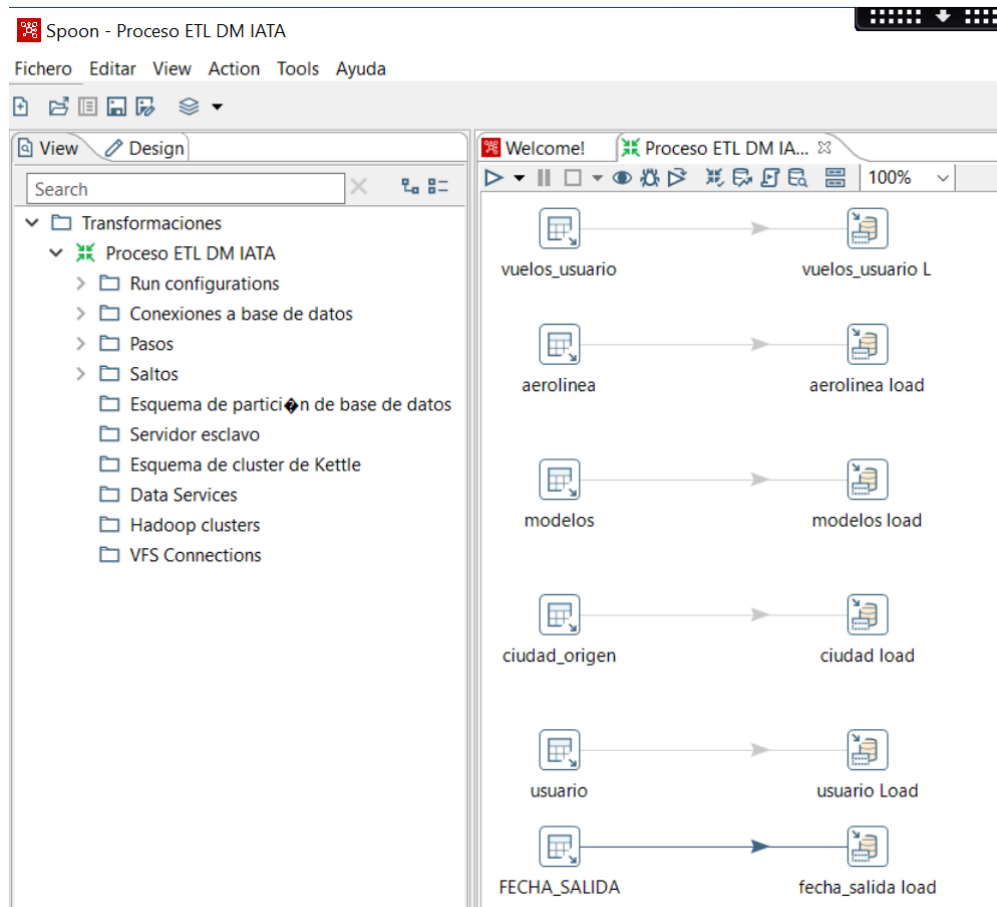 Spoon - Proceso ETL DM IATA
Fichero Editar View Action Tools Ayuda
View Design
Search
Transformaciones
Proceso ETL DM IATA
Run configurations
Conexiones a base de datos
Pasos
Saltos
Esquema de partici�n de base de datos
Servidor esclavo
Esquema de cluster de Kettle
Data Services
Hadoop clusters
VFS Connections
Welcome! Proceso ETL DM IA...
100%
vuelos_usuario vuelos_usuario L
aerolinea aerolinea load
modelos modelos load
ciudad_origen ciudad load
usuario usuario Load
FECHA_SALIDA fecha_salida load